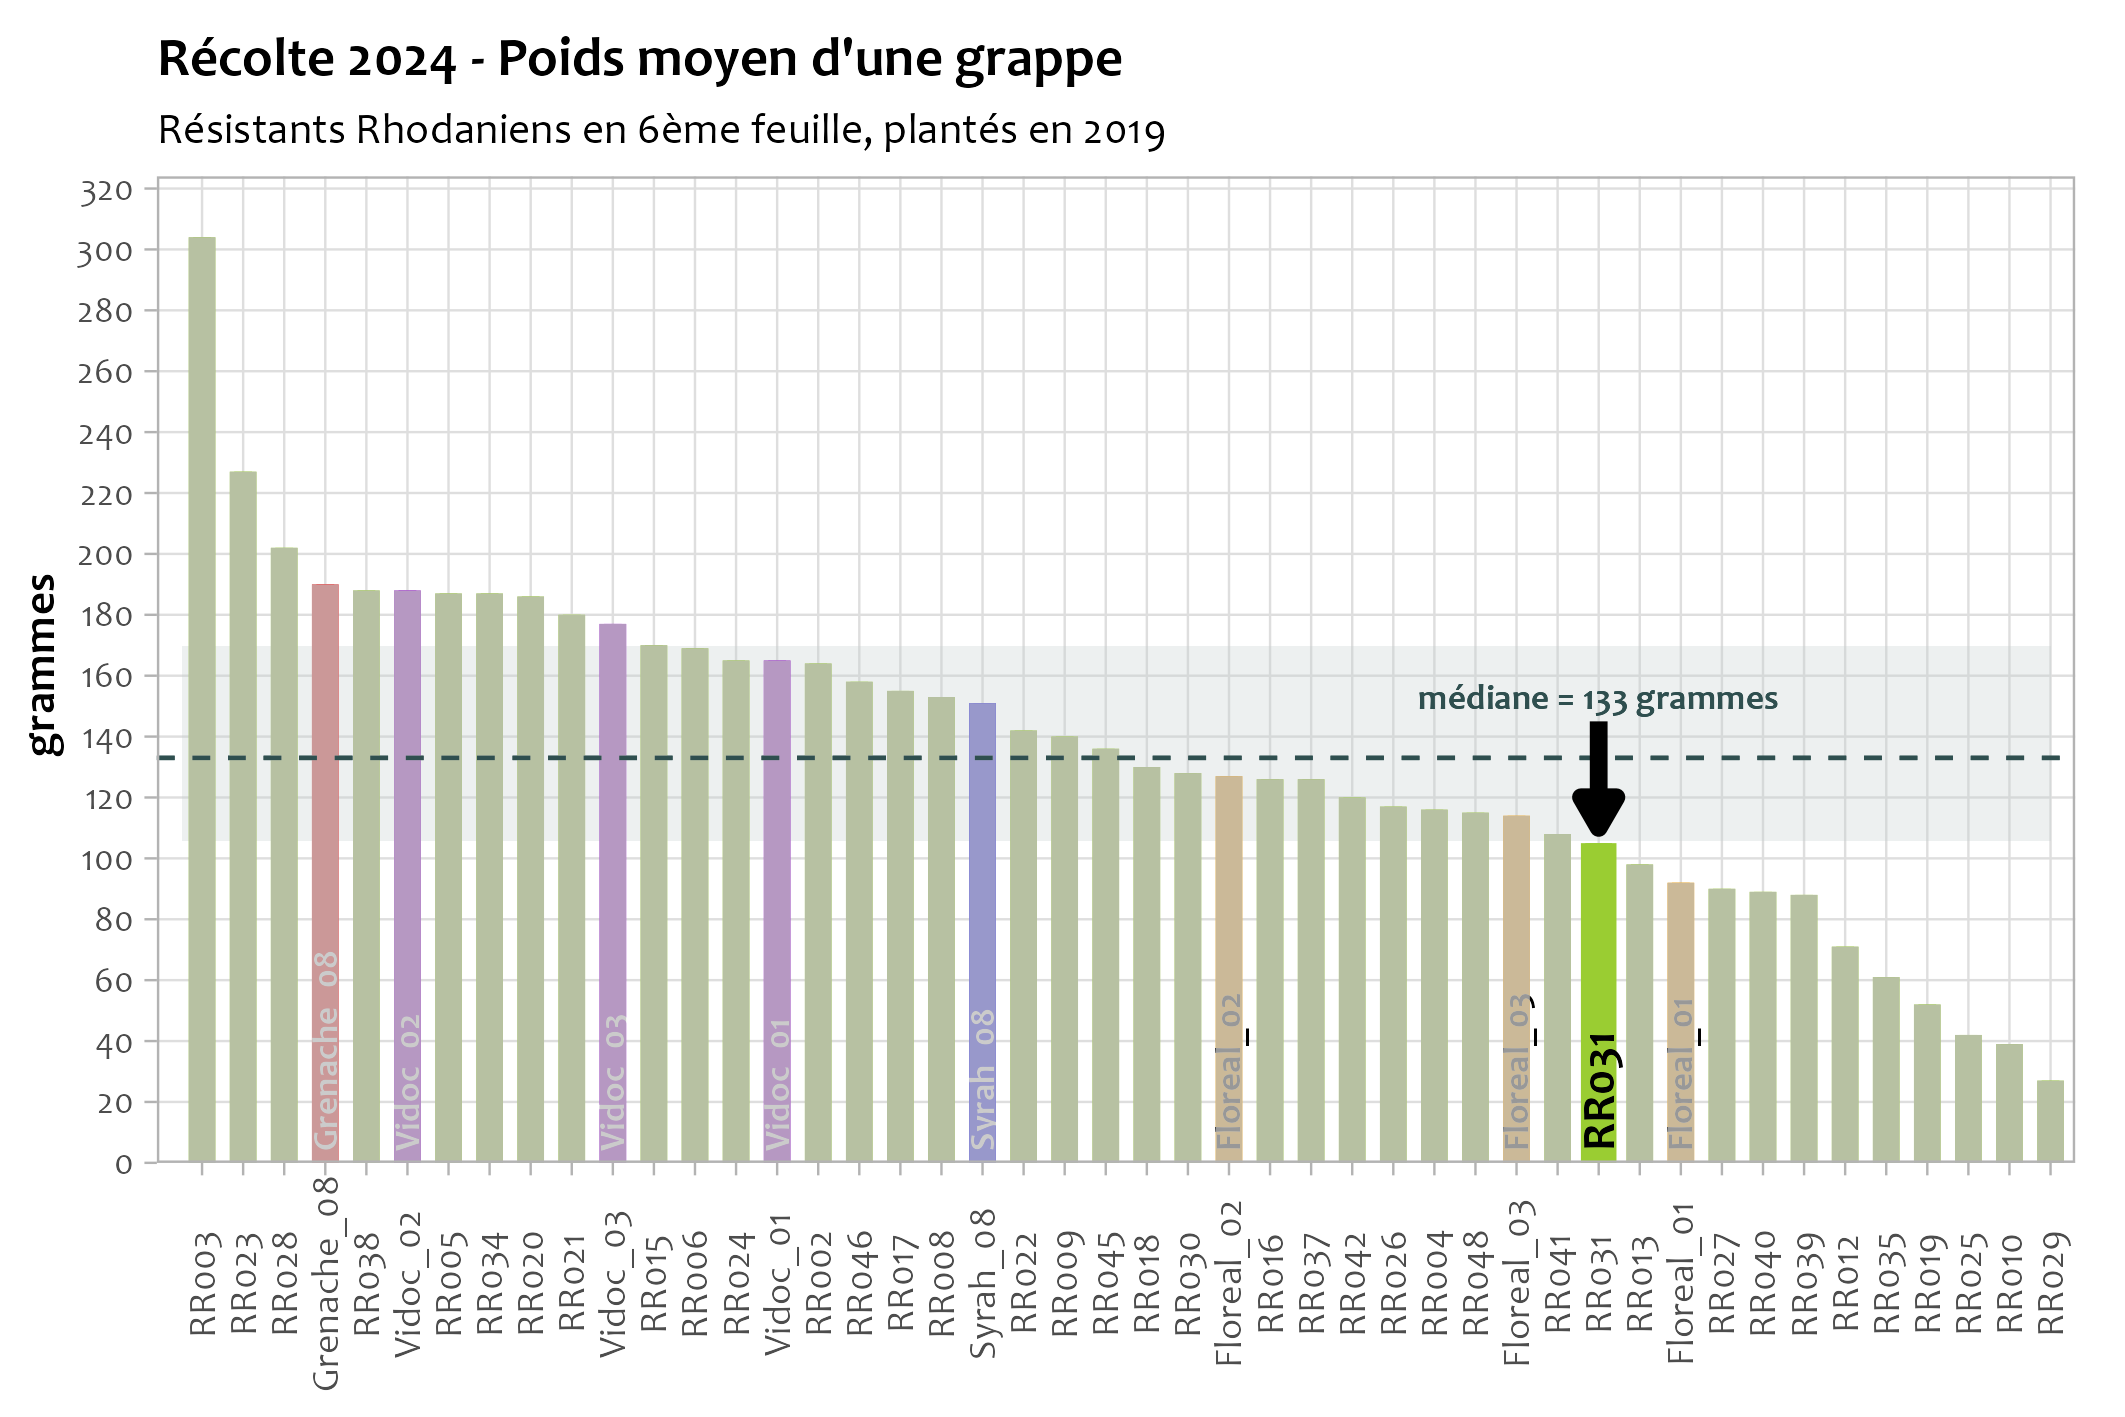 Récolte 2024 - Poids moyen d'une grappe
Résistants Rhodaniens en 6ème feuille, plantés en 2019
grammes
320
300
280
260
240
220
200
180
160
140
120
100
80
60
40
20
0
médiane = 133 grammes
Grenache_08
Vidoc_02
Vidoc_03
Vidoc_01
Syrah_08
Floreal_02
Floreal_03
RR031
Floreal_01
RR003
RR023
RR028
Grenache_08
RR038
Vidoc_02
RR005
RR034
RR020
RR021
Vidoc_03
RR015
RR006
RR024
Vidoc_01
RR002
RR046
RR017
RR008
Syrah_08
RR022
RR009
RR045
RR018
RR030
Floreal_02
RR016
RR037
RR042
RR026
RR004
RR048
Floreal_03
RR041
RR031
RR013
Floreal_01
RR027
RR040
RR039
RR012
RR035
RR019
RR025
RR010
RR029